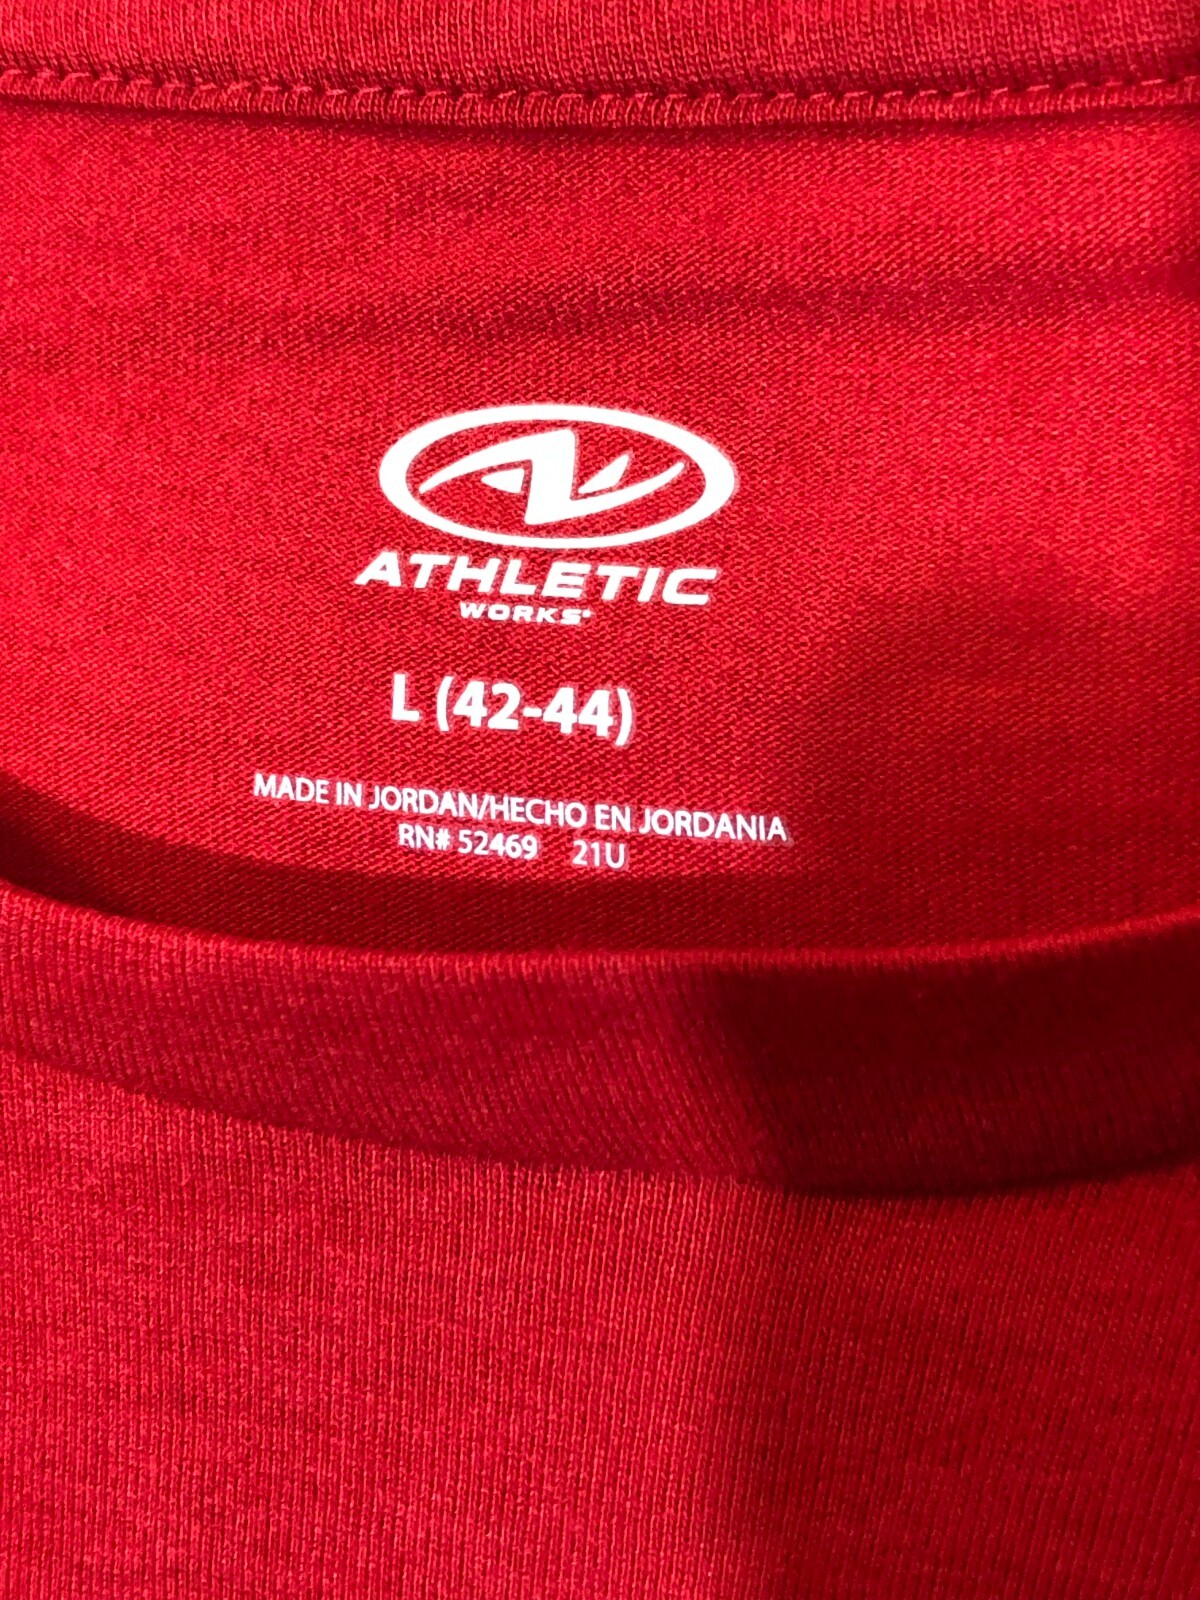 ATHLETIC
WORKS
L (42-44)
MADE IN JORDAN/HECHO EN JORDANIA
RN# 52469 21U